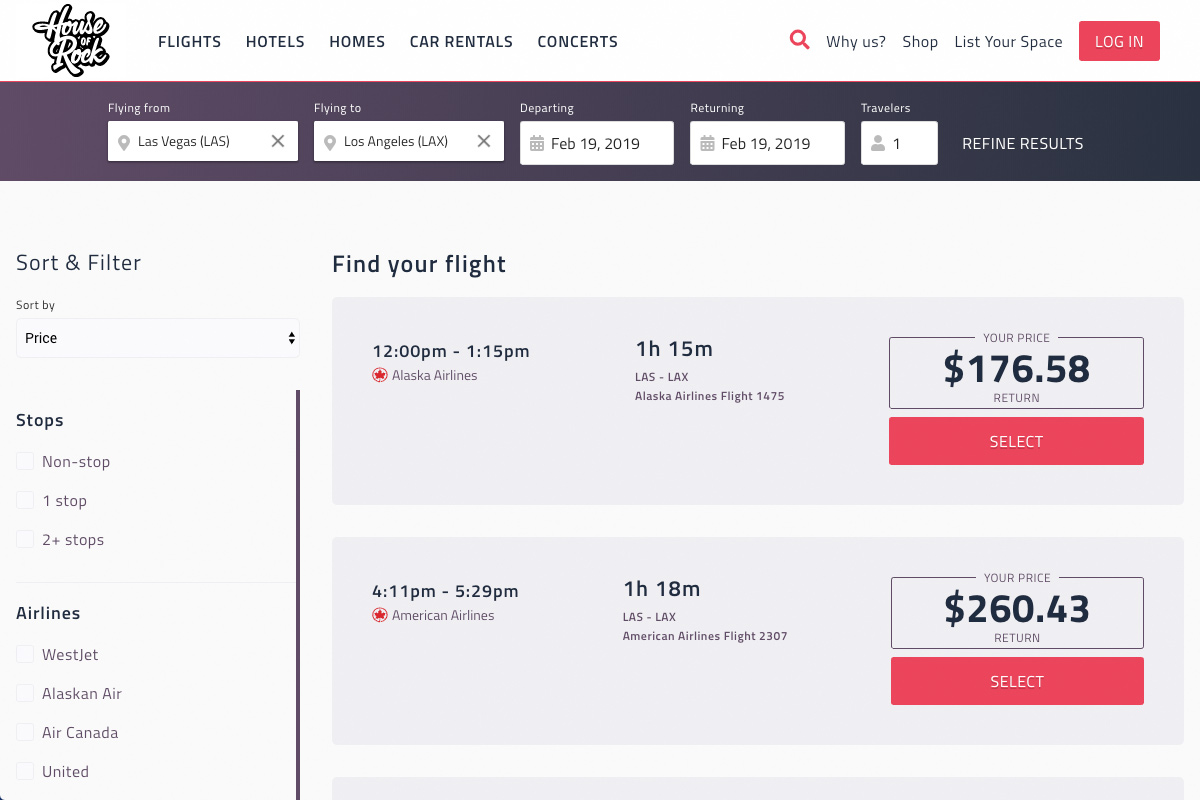 House
OF
Rock
FLIGHTS HOTELS HOMES CAR RENTALS CONCERTS
Why us? Shop List Your Space LOG IN
Flying from Flying to Departing Returning Travelers
Las Vegas (LAS) Los Angeles (LAX) Feb 19, 2019 Feb 19, 2019 1 REFINE RESULTS
Sort & Filter
Sort by
Price
Stops
Non-stop
1 stop
2+ stops
Airlines
WestJet
Alaskan Air
Air Canada
United
Find your flight
12:00pm - 1:15pm
Alaska Airlines
1h 15m
LAS - LAX
Alaska Airlines Flight 1475
YOUR PRICE
$176.58
RETURN
SELECT
4:11pm - 5:29pm
American Airlines
1h 18m
LAS - LAX
American Airlines Flight 2307
YOUR PRICE
$260.43
RETURN
SELECT